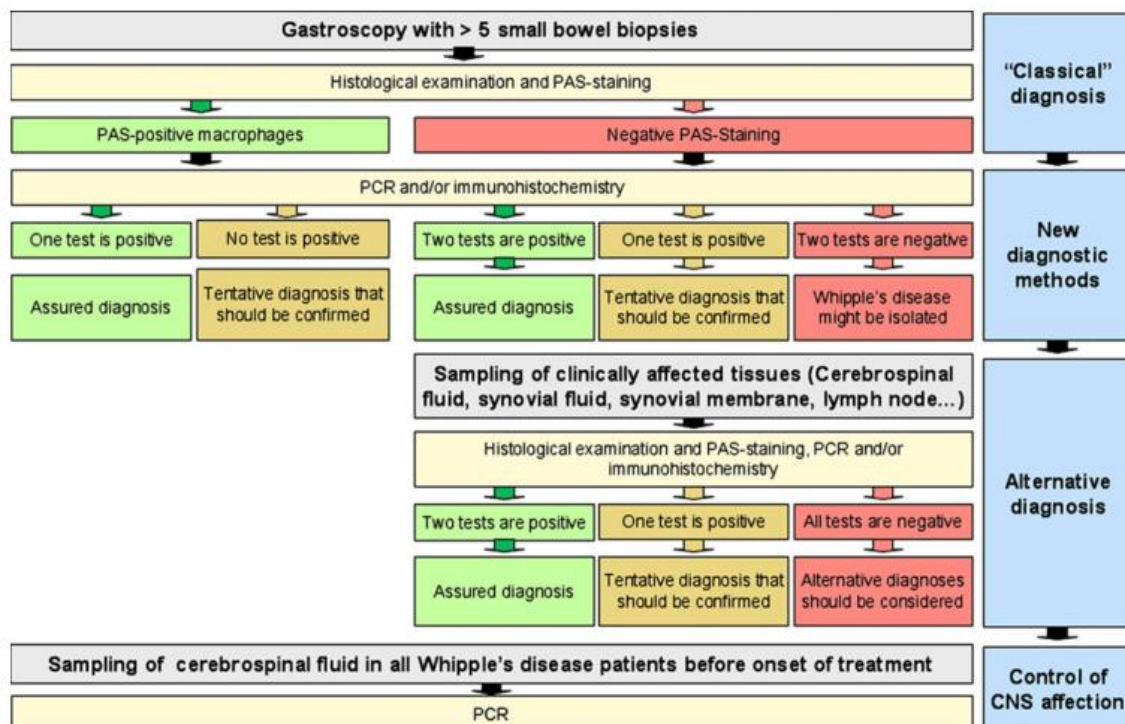 Gastroscopy with > 5 small bowel biopsies
Histological examination and PAS-staining
PAS-positive macrophages
Negative PAS-Staining
“Classical”
diagnosis
PCR and/or immunohistochemistry
One test is positive
No test is positive
Two tests are positive
One test is positive
Two tests are negative
Assured diagnosis
Tentative diagnosis that
should be confirmed
Assured diagnosis
Tentative diagnosis that
should be confirmed
Whipple's disease
might be isolated
New
diagnostic
methods
Sampling of clinically affected tissues (Cerebrospinal
fluid, synovial fluid, synovial membrane, lymph node...)
Histological examination and PAS-staining, PCR and/or
immunohistochemistry
Two tests are positive
One test is positive
All tests are negative
Assured diagnosis
Tentative diagnosis that
should be confirmed
Alternative diagnoses
should be considered
Alternative
diagnosis
Sampling of cerebrospinal fluid in all Whipple's disease patients before onset of treatment
PCR
Control of
CNS affection